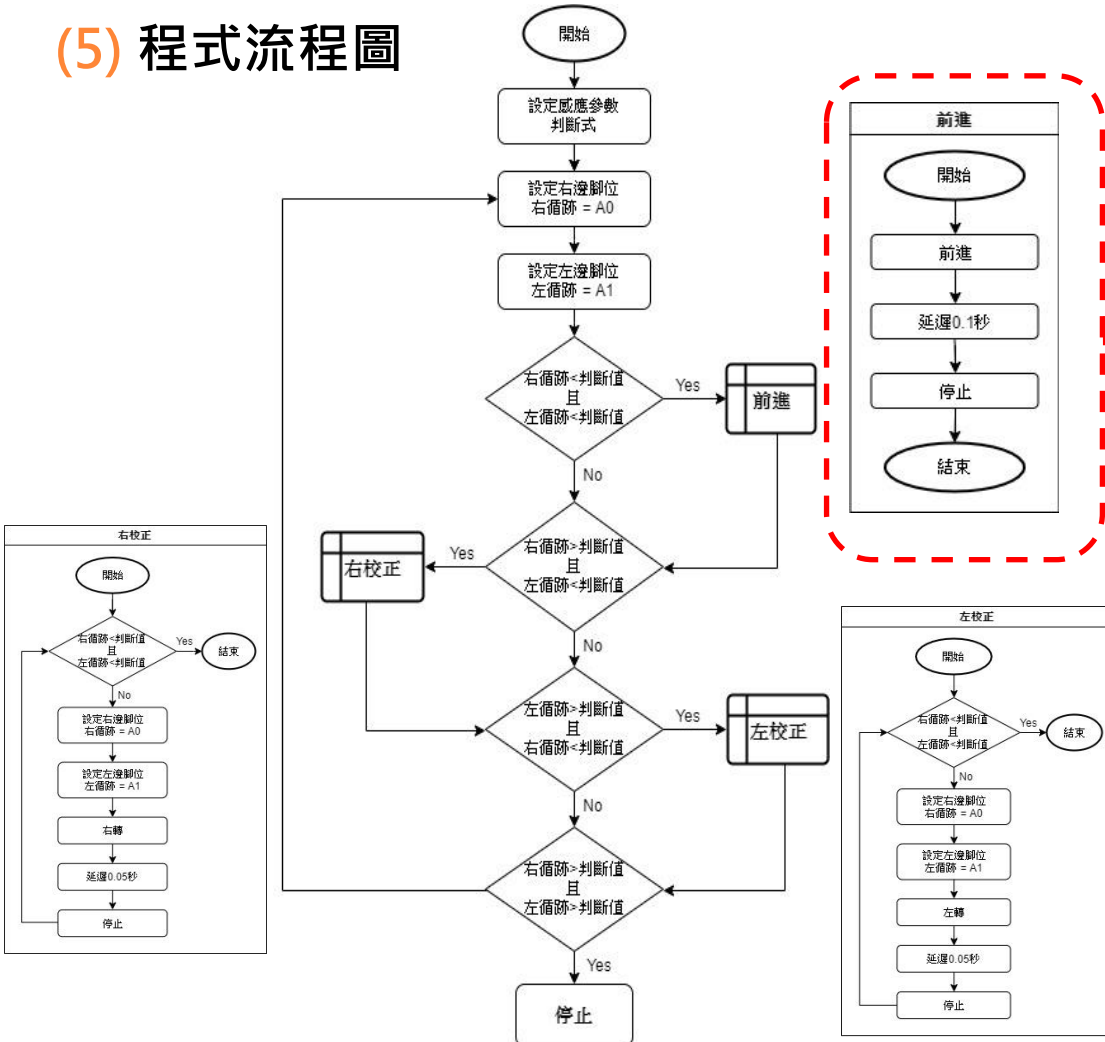 (5) 程式流程圖
開始
設定感應參數
判斷式
設定右邊腳位
右循跡 = A0
設定左邊腳位
左循跡 = A1
右循跡<判斷值
且
左循跡<判斷值
Yes
前進
No
右循跡>判斷值
且
左循跡<判斷值
Yes
右校正
No
左循跡>判斷值
且
右循跡<判斷值
Yes
左校正
No
右循跡>判斷值
且
左循跡>判斷值
Yes
停止
前進
開始
前進
延遲0.1秒
停止
結束
右校正
開始
右循跡<判斷值
且
左循跡<判斷值
Yes
結束
No
設定右邊腳位
右循跡 = A0
設定左邊腳位
左循跡 = A1
右轉
延遲0.05秒
停止
左校正
開始
右循跡<判斷值
且
左循跡<判斷值
Yes
結束
No
設定右邊腳位
右循跡 = A0
設定左邊腳位
左循跡 = A1
左轉
延遲0.05秒
停止